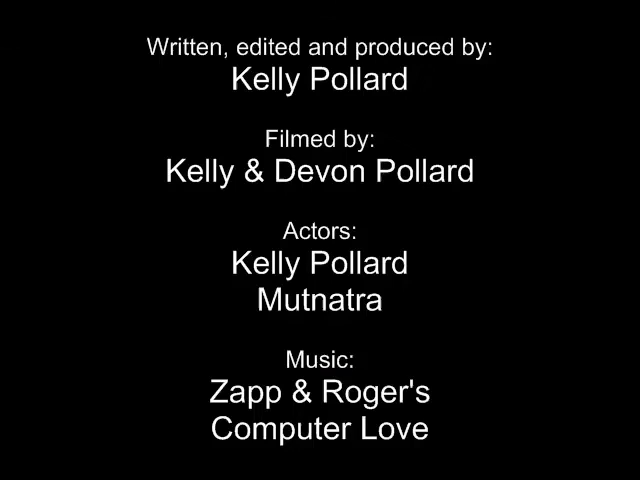 Written, edited and produced by:
Kelly Pollard
Filmed by:
Kelly & Devon Pollard
Actors:
Kelly Pollard
Mutnatra
Music:
Zapp & Roger's
Computer Love